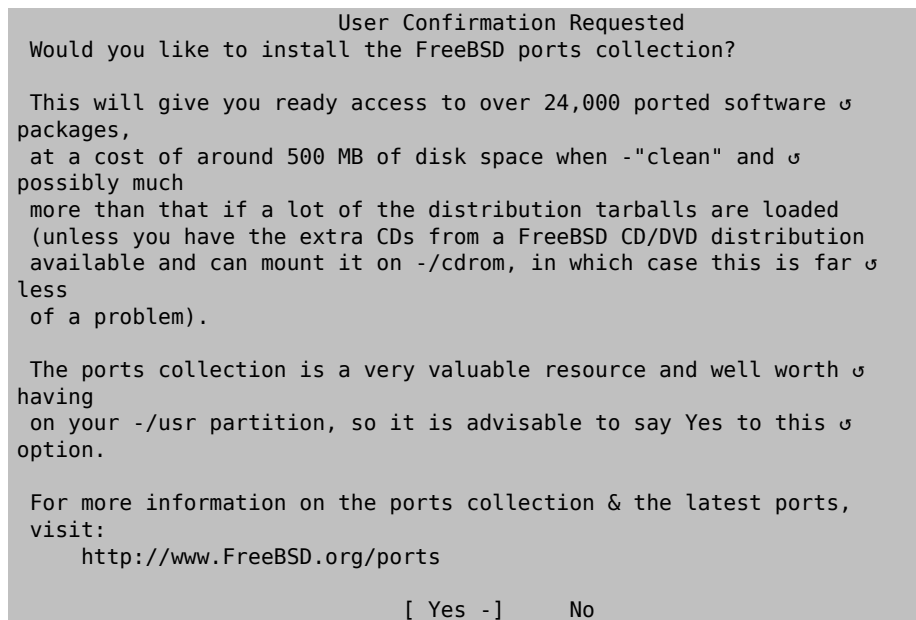 User Confirmation Requested
Would you like to install the FreeBSD ports collection?
This will give you ready access to over 24,000 ported software ↺
packages,
at a cost of around 500 MB of disk space when -"clean" and ↺
possibly much
more than that if a lot of the distribution tarballs are loaded
(unless you have the extra CDs from a FreeBSD CD/DVD distribution
available and can mount it on -/cdrom, in which case this is far ↺
less
of a problem).
The ports collection is a very valuable resource and well worth ↺
having
on your -/usr partition, so it is advisable to say Yes to this ↺
option.
For more information on the ports collection & the latest ports,
visit:
http://www.FreeBSD.org/ports
[ Yes -] No